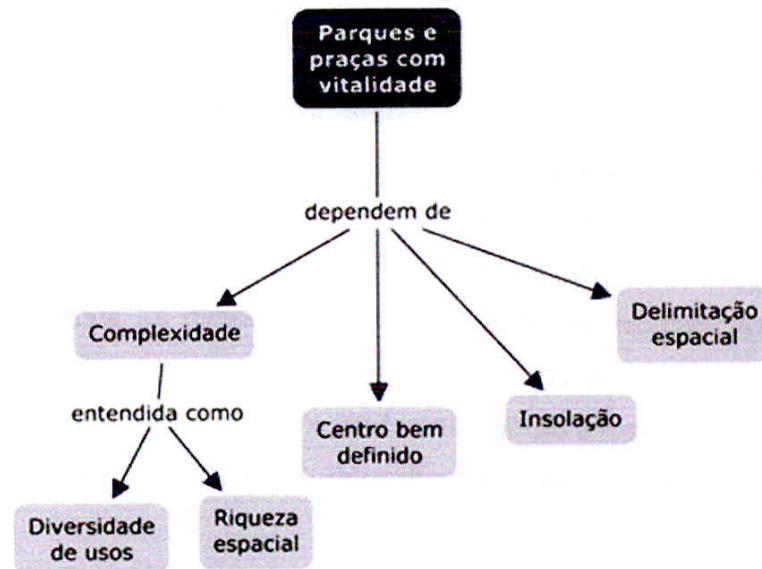 Parques e
praças com
vitalidade
dependem de
Complexidade
Delimitação
espacial
entendida como
Centro bem
definido
Insolação
Diversidade
de usos
Riqueza
espacial